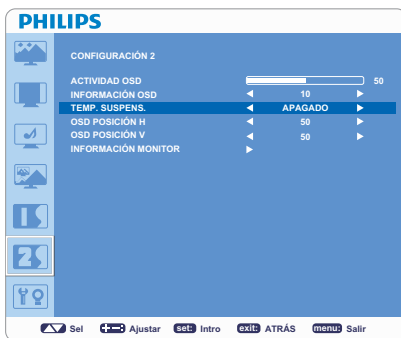 PHILIPS
CONFIGURACIÓN 2
ACTIVIDAD OSD 50
INFORMACIÓN OSD 10
TEMP. SUSPENS. APAGADO
OSD POSICIÓN H 50
OSD POSICIÓN V 50
INFORMACIÓN MONITOR
Sel Ajustar set: Intro exit: ATRÁS menu: Salir